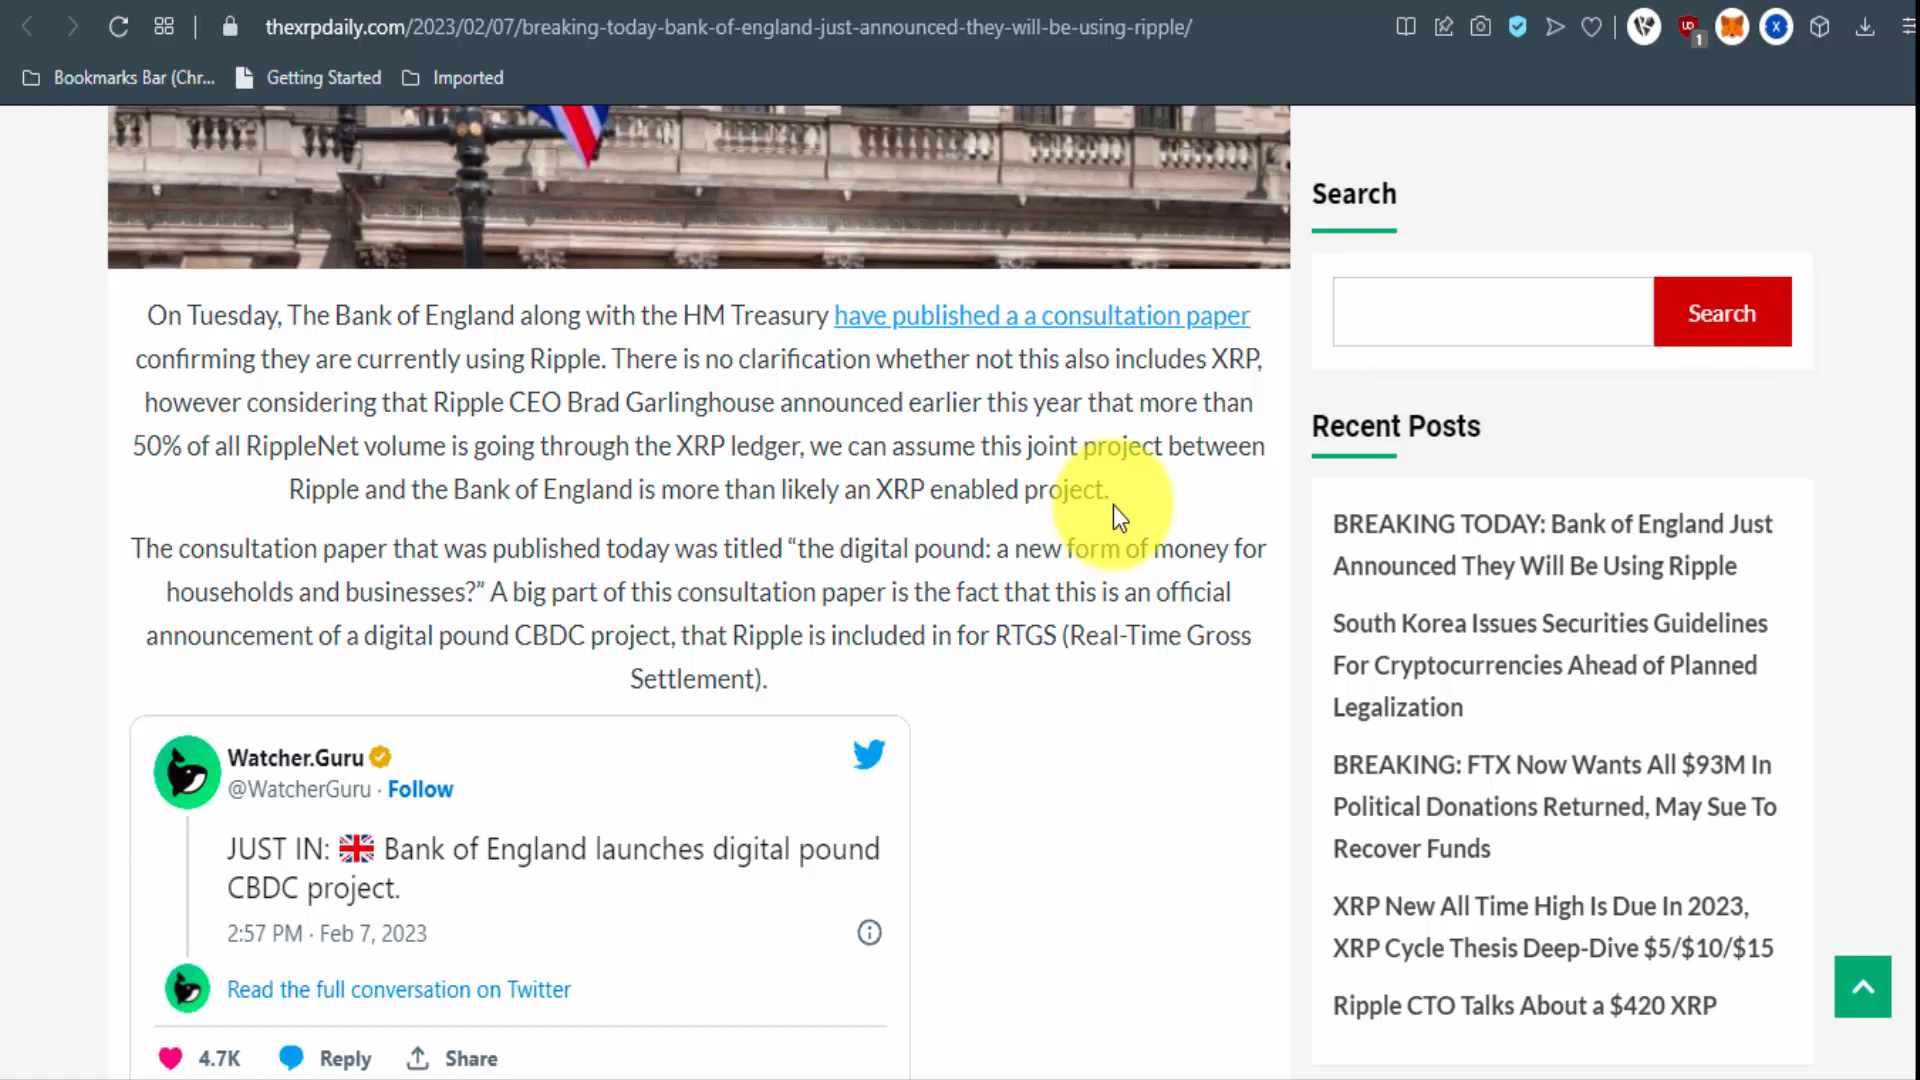 thexrpdaily.com/2023/02/07/breaking-today-bank-of-england-just-announced-they-will-be-using-ripple/
1
Bookmarks Bar (Chr...
Getting Started
Imported
On Tuesday, The Bank of England along with the HM Treasury have published a a consultation paper
confirming they are currently using Ripple. There is no clarification whether not this also includes XRP,
however considering that Ripple CEO Brad Garlinghouse announced earlier this year that more than
50% of all RippleNet volume is going through the XRP ledger, we can assume this joint project between
Ripple and the Bank of England is more than likely an XRP enabled project.
The consultation paper that was published today was titled “the digital pound: a new form of money for
households and businesses?” A big part of this consultation paper is the fact that this is an official
announcement of a digital pound CBDC project, that Ripple is included in for RTGS (Real-Time Gross
Settlement).
Watcher.Guru
@WatcherGuru · Follow
JUST IN: 🇬🇧 Bank of England launches digital pound
CBDC project.
2:57 PM · Feb 7, 2023
Read the full conversation on Twitter
4.7K
Reply
Share
Search
Search
Recent Posts
BREAKING TODAY: Bank of England Just
Announced They Will Be Using Ripple
South Korea Issues Securities Guidelines
For Cryptocurrencies Ahead of Planned
Legalization
BREAKING: FTX Now Wants All $93M In
Political Donations Returned, May Sue To
Recover Funds
XRP New All Time High Is Due In 2023,
XRP Cycle Thesis Deep-Dive $5/$10/$15
Ripple CTO Talks About a $420 XRP